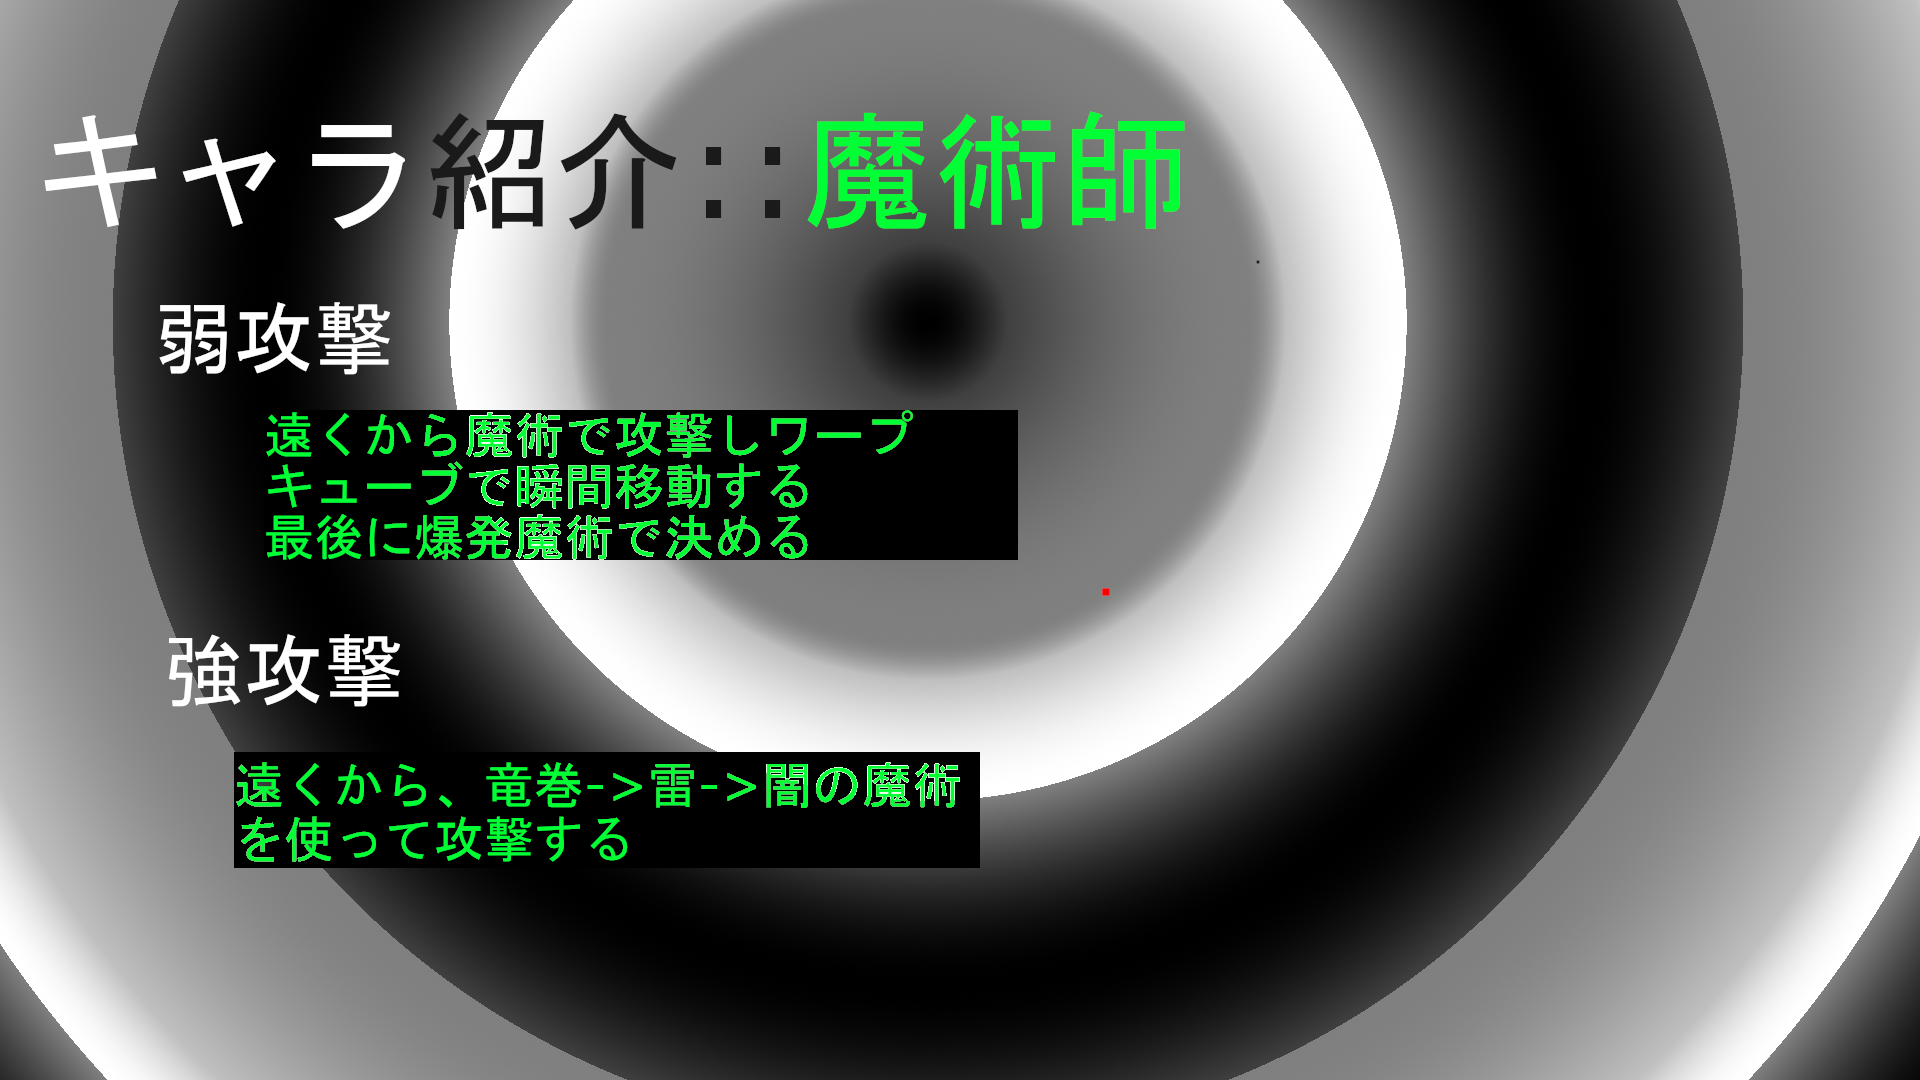 キャラ紹介::魔術師
弱攻撃
遠くから魔術で攻撃しワープ
キューブで瞬間移動する
最後に爆発魔術で決める
強攻撃
遠くから、竜巻->雷->闇の魔術
を使って攻撃する